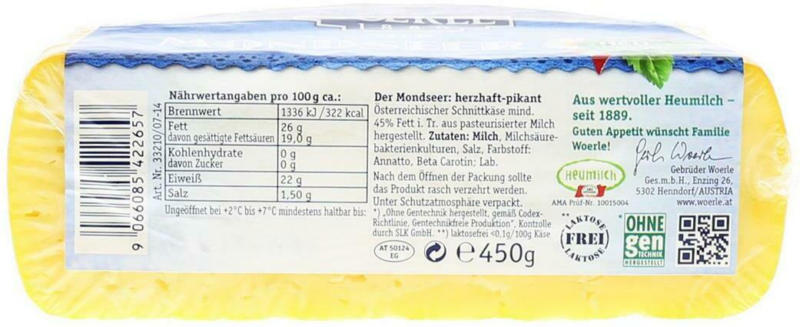 1889
9 066085 422657
Art. Nr. 33210/07-14
Nährwertangaben pro 100g ca.:
Brennwert 1336 kJ / 322 kcal
Fett 26 g
davon gesättigte Fettsäuren 19,0 g
Kohlenhydrate 0 g
davon Zucker 0 g
Eiweiß 22 g
Salz 1,50 g
Ungeöffnet bei +2°C bis +7°C mindestens haltbar bis:
Der Mondseer: herzhaft-pikant
Österreichischer Schnittkäse mind.
45% Fett i. Tr. aus pasteurisierter Milch
hergestellt. Zutaten: Milch, Milchsäure-
bakterienkulturen, Salz, Farbstoff:
Annatto, Beta Carotin; Lab.
Nach dem Öffnen der Packung sollte
das Produkt rasch verzehrt werden.
Unter Schutzatmosphäre verpackt.
*) „Ohne Gentechnik hergestellt, gemäß Codex-
Richtlinie, Gentechnikfreie Produktion", Kontrolle
durch SLK GmbH. **) laktosefrei <0,1g/100g Käse
AT 50124
EG
e 450g
Aus wertvoller Heumilch –
seit 1889.
Guten Appetit wünscht Familie
Woerle!
Gerh. Woerle
Gebrüder Woerle
Ges.m.b.H., Enzing 26,
5302 Henndorf/AUSTRIA
www.woerle.at
Heumilch
AMA Prüf-Nr. 10015004
**
LAKTOSE
FREI
LAKTOSE
*
OHNE
gen
TECHNIK
HERGESTELLT